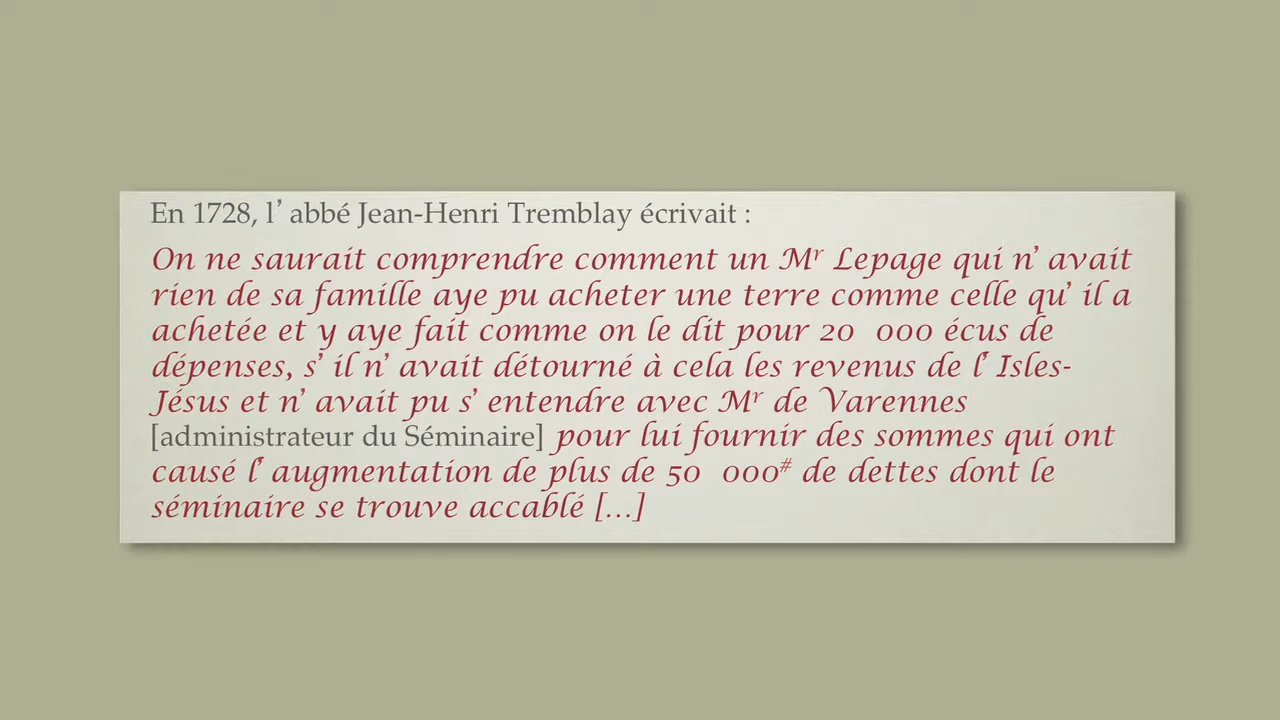 En 1728, l’abbé Jean-Henri Tremblay écrivait :
On ne saurait comprendre comment un Mr Lepage qui n’avait
rien de sa famille aye pu acheter une terre comme celle qu’il a
achetée et y aye fait comme on le dit pour 20 000 écus de
dépenses, s’il n’avait détourné à cela les revenus de l’Isles-
Jésus et n’avait pu s’entendre avec Mr de Varennes
[administrateur du Séminaire] pour lui fournir des sommes qui ont
causé l’augmentation de plus de 50 000# de dettes dont le
séminaire se trouve accablé […]